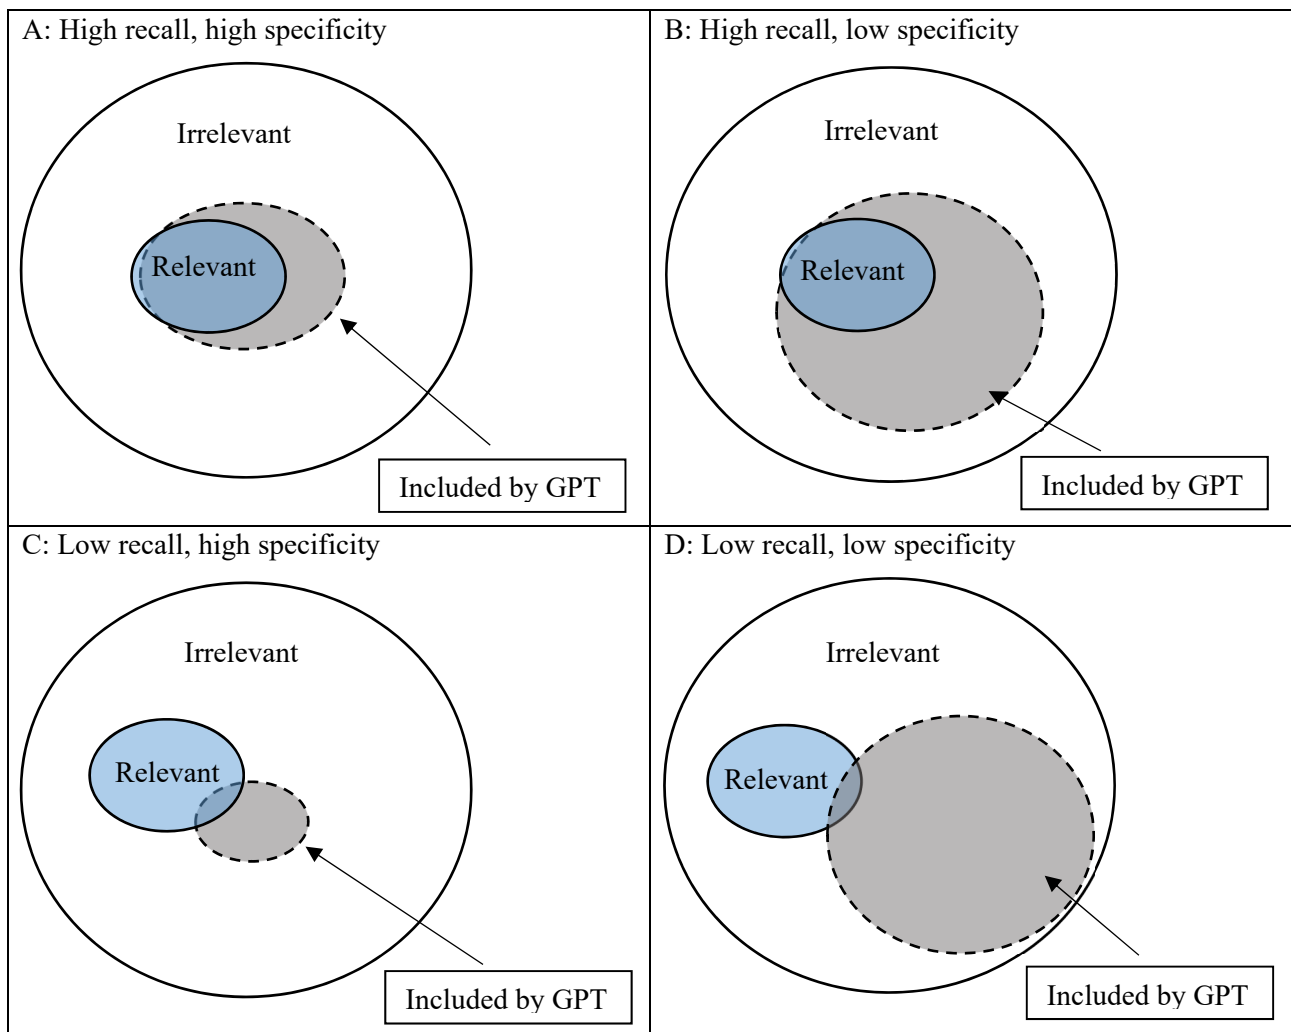 A: High recall, high specificity
Irrelevant
Relevant
Included by GPT
B: High recall, low specificity
Irrelevant
Relevant
Included by GPT
C: Low recall, high specificity
Irrelevant
Relevant
Included by GPT
D: Low recall, low specificity
Irrelevant
Relevant
Included by GPT